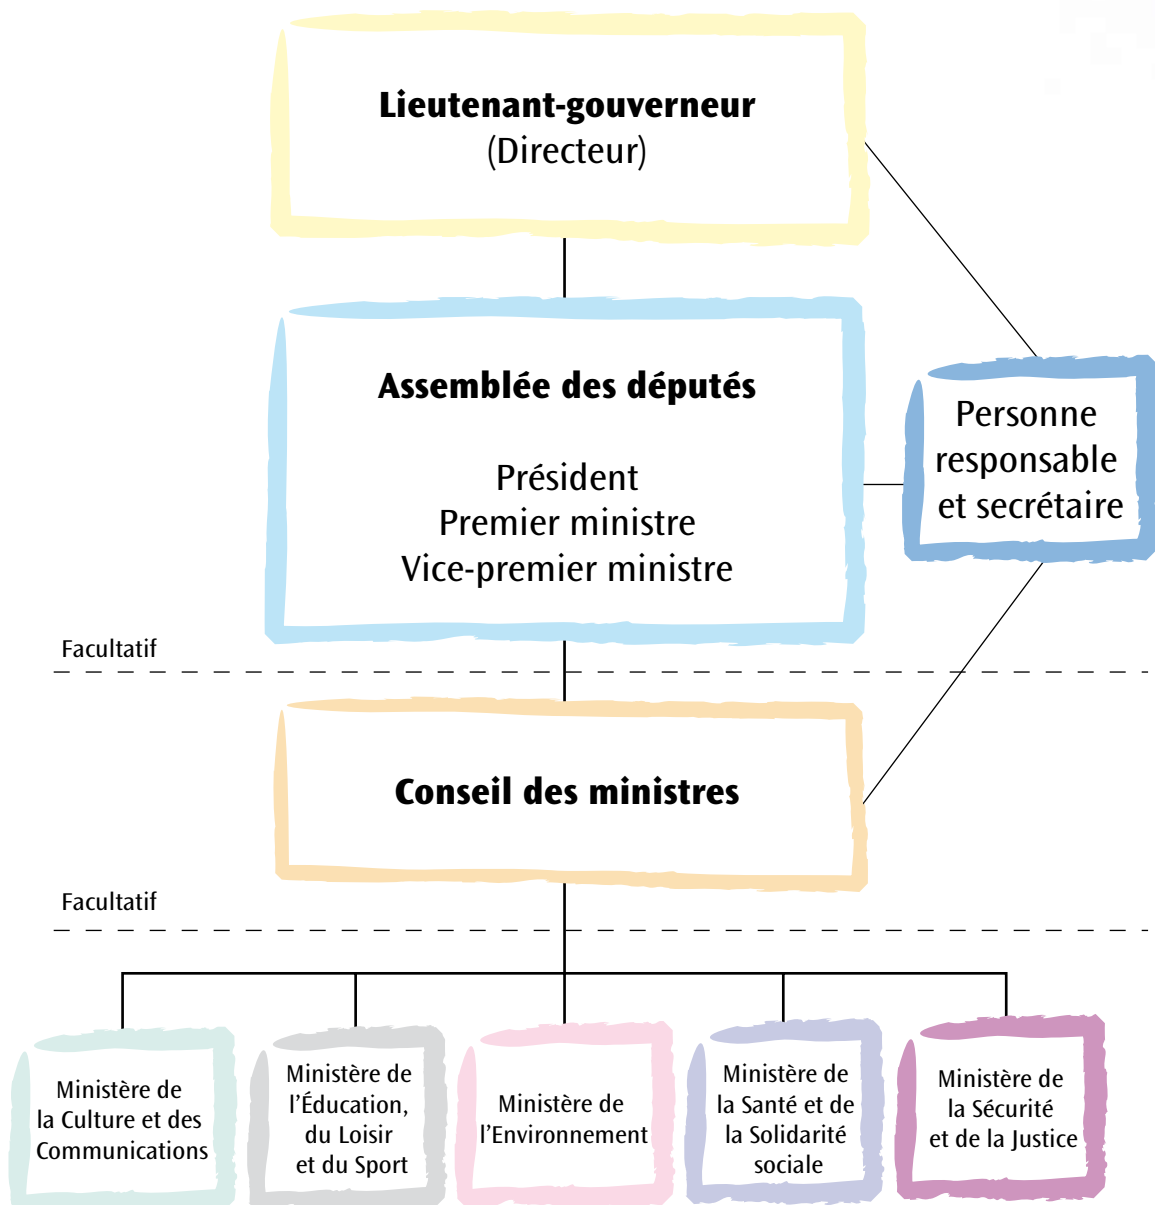 Lieutenant-gouverneur
(Directeur)
Assemblée des députés
Président
Premier ministre
Vice-premier ministre
Personne
responsable
et secrétaire
Facultatif
Conseil des ministres
Facultatif
Ministère de
la Culture et des
Communications
Ministère de
l’Éducation,
du Loisir
et du Sport
Ministère de
l’Environnement
Ministère de
la Santé et de
la Solidarité
sociale
Ministère de
la Sécurité
et de la Justice